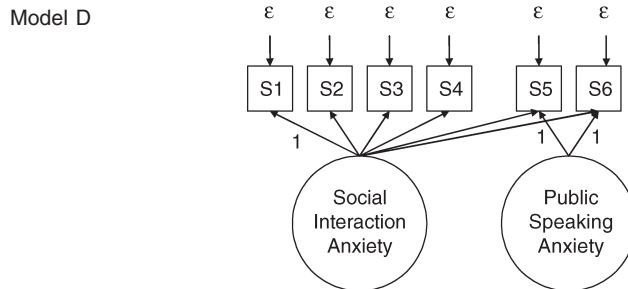 Model D
ε ε ε ε ε ε
S1 S2 S3 S4 S5 S6
1 1 1
Social
Interaction
Anxiety
Public
Speaking
Anxiety